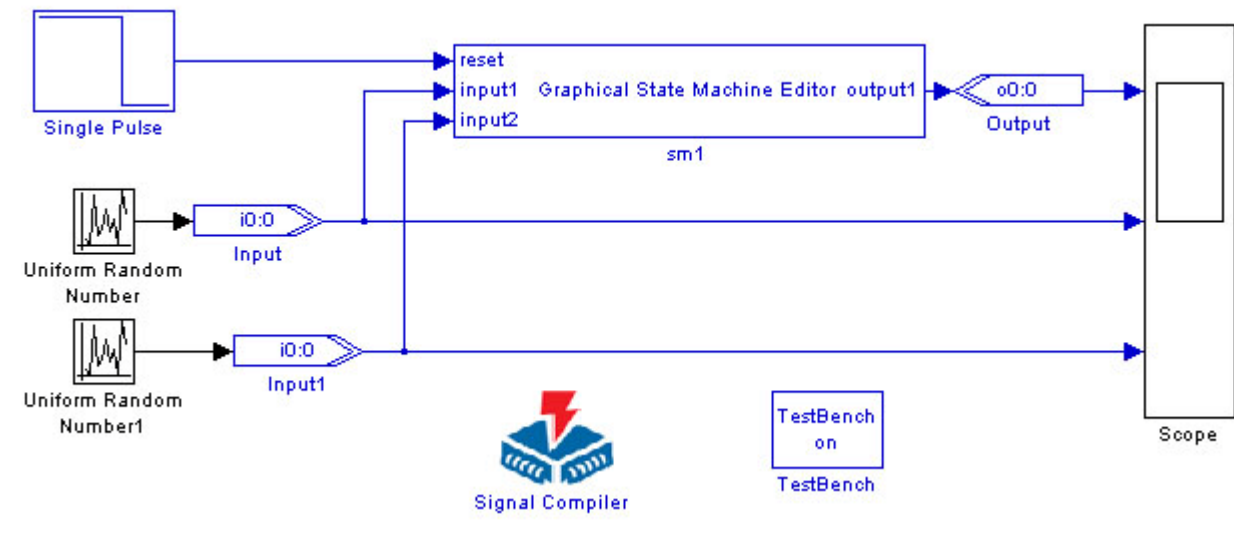 reset
input1 Graphical State Machine Editor output1
input2
sm1
Single Pulse
o0:0
Output
i0:0
Input
Uniform Random
Number
i0:0
Input1
Uniform Random
Number1
Signal Compiler
TestBench
on
TestBench
Scope